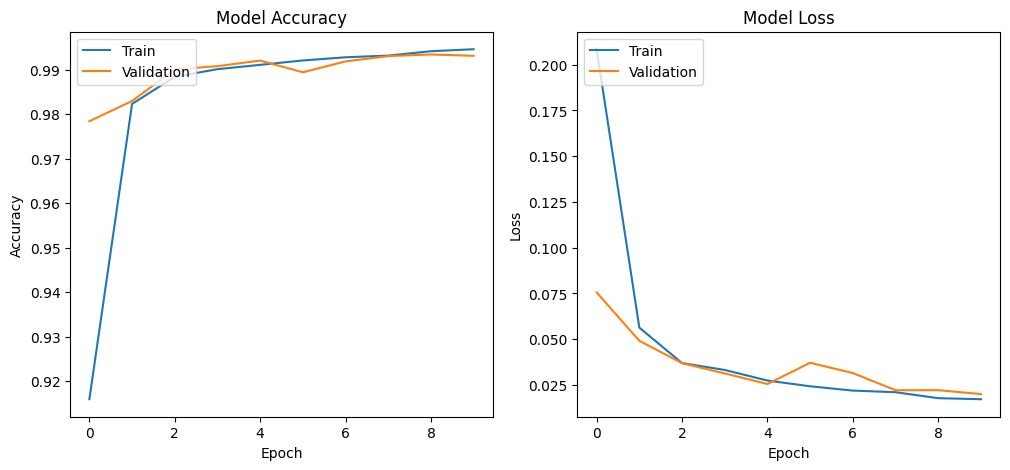 Model Accuracy
Train
Validation
0.99
0.98
0.97
0.96
0.95
0.94
0.93
0.92
Accuracy
0
2
4
6
8
Epoch
Model Loss
Train
Validation
0.200
0.175
0.150
0.125
0.100
0.075
0.050
0.025
Loss
0
2
4
6
8
Epoch